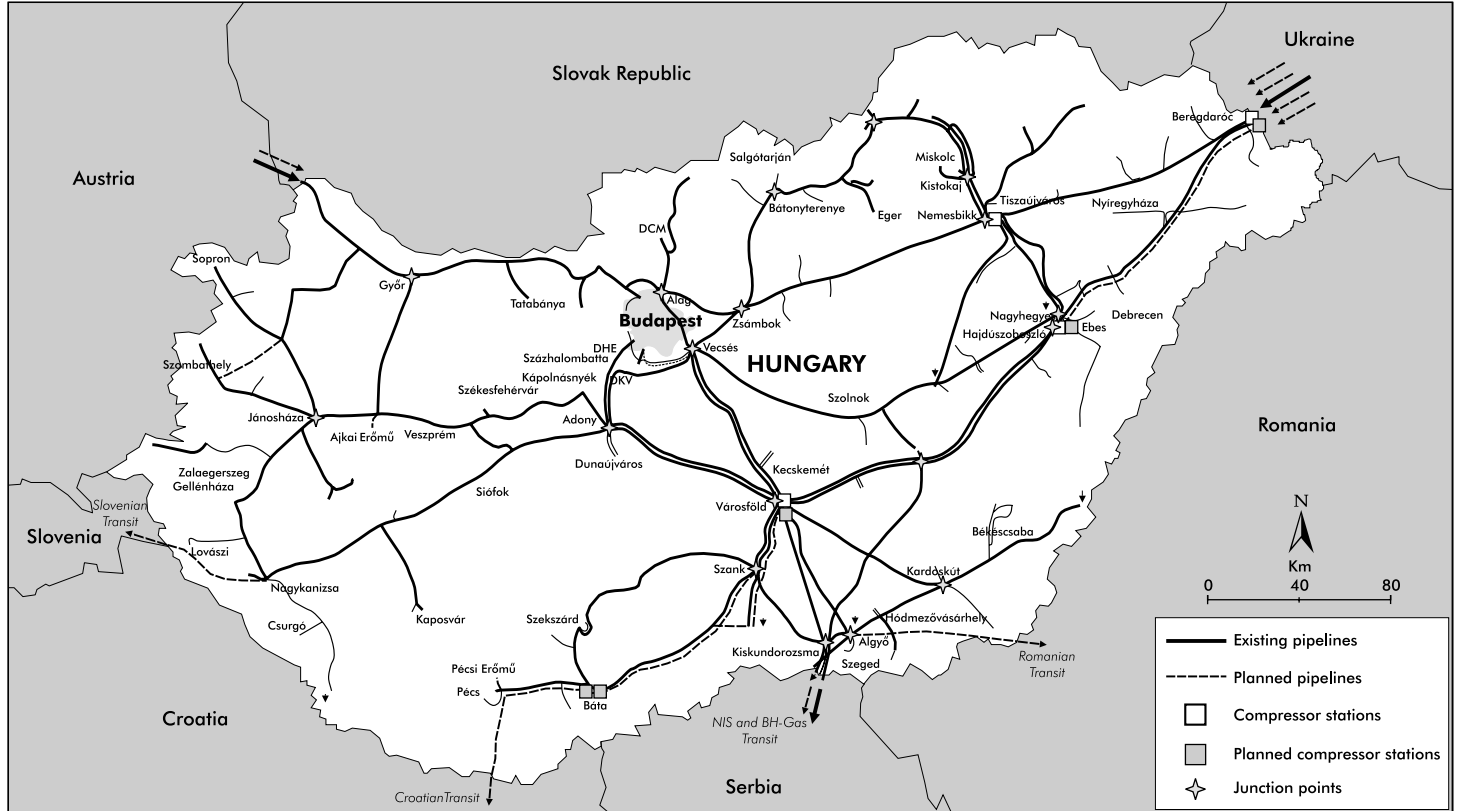 Ukraine
Slovak Republic
Austria
Beregdaróc
Salgótarján
Miskolc
Kistokaj
Bátonyterenye
Eger
Nemesbikk
Tiszaújváros
Nyíregyháza
DCM
Sopron
Győr
Tatabánya
Alag
Budapest
Zsámbok
Nagyhegyes
Debrecen
Hajdúszoboszló
Ebes
DHE
Százhalombatta
Vecsés
HUNGARY
Szombathely
Kápolnásnyék
DKV
Székesfehérvár
Szolnok
Jánosháza
Ajkai Erőmű
Veszprém
Adony
Romania
Dunaújváros
Kecskemét
Zalaegerszeg
Gellénháza
Siófok
Városföld
Slovenian
Transit
Slovenia
Lovászi
Békéscsaba
N
Km
0
40
80
Nagykanizsa
Szank
Kardoskút
Kaposvár
Csurgó
Szekszárd
Hódmezővásárhely
Kiskundorozsma
Algyő
Szeged
Romanian
Transit
Pécsi Erőmű
Pécs
Báta
Croatia
NIS and BH-Gas
Transit
Serbia
CroatianTransit
Existing pipelines
Planned pipelines
Compressor stations
Planned compressor stations
Junction points